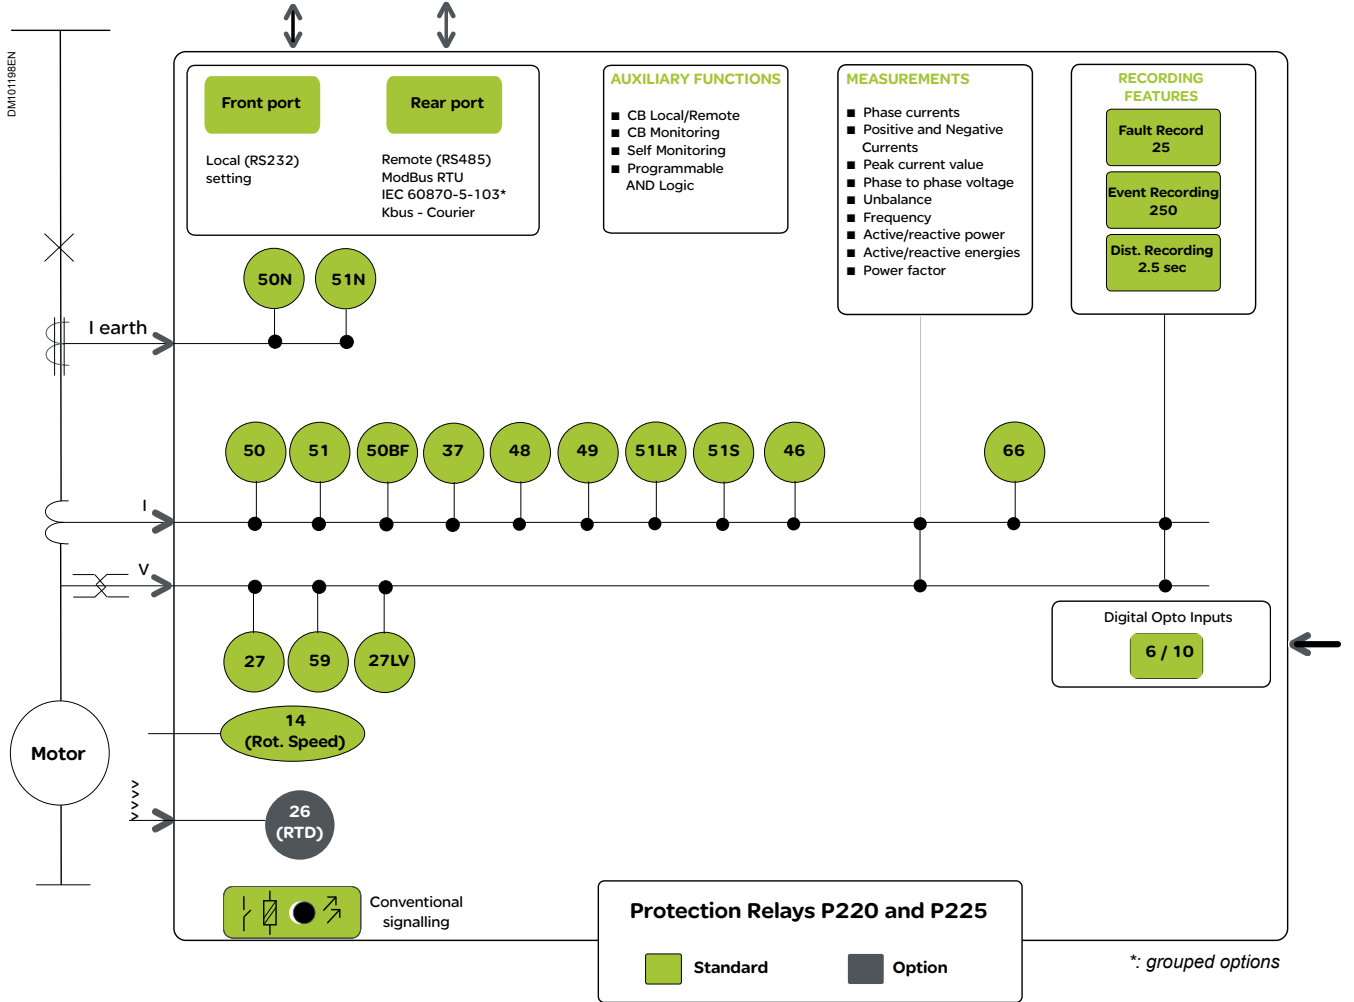 DM101198EN
Front port
Local (RS232)
setting
Rear port
Remote (RS485)
ModBus RTU
IEC 60870-5-103*
Kbus - Courier
AUXILIARY FUNCTIONS
■ CB Local/Remote
■ CB Monitoring
■ Self Monitoring
■ Programmable
AND Logic
MEASUREMENTS
■ Phase currents
■ Positive and Negative
Currents
■ Peak current value
■ Phase to phase voltage
■ Unbalance
■ Frequency
■ Active/reactive power
■ Active/reactive energies
■ Power factor
RECORDING
FEATURES
Fault Record
25
Event Recording
250
Dist. Recording
2.5 sec
50N
51N
I earth
50
51
50BF
37
48
49
51LR
51S
46
66
I
V
27
59
27LV
Digital Opto Inputs
6 / 10
14
(Rot. Speed)
Motor
26
(RTD)
Conventional
signalling
Protection Relays P220 and P225
Standard
Option
*: grouped options